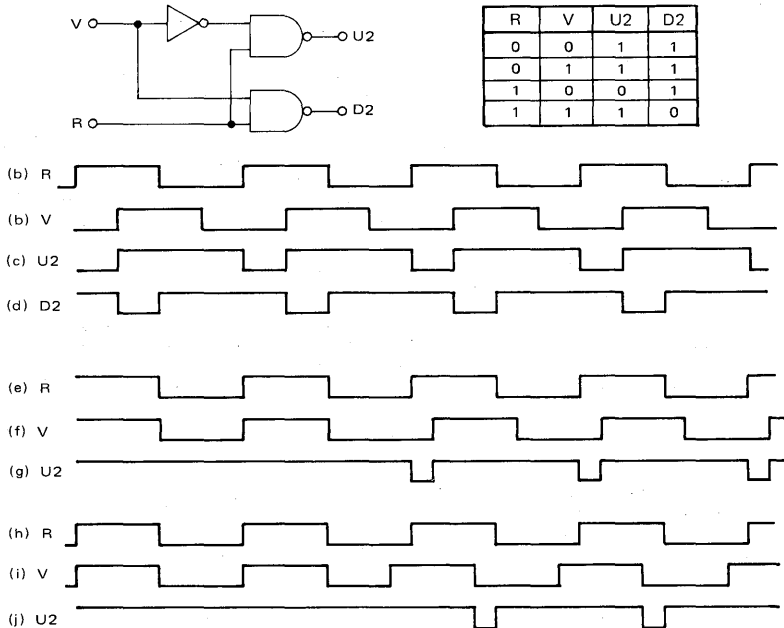 V
U2
R
D2
R V U2 D2
0 0 1 1
0 1 1 1
1 0 0 1
1 1 1 0
(b) R
(b) V
(c) U2
(d) D2
(e) R
(f) V
(g) U2
(h) R
(i) V
(j) U2